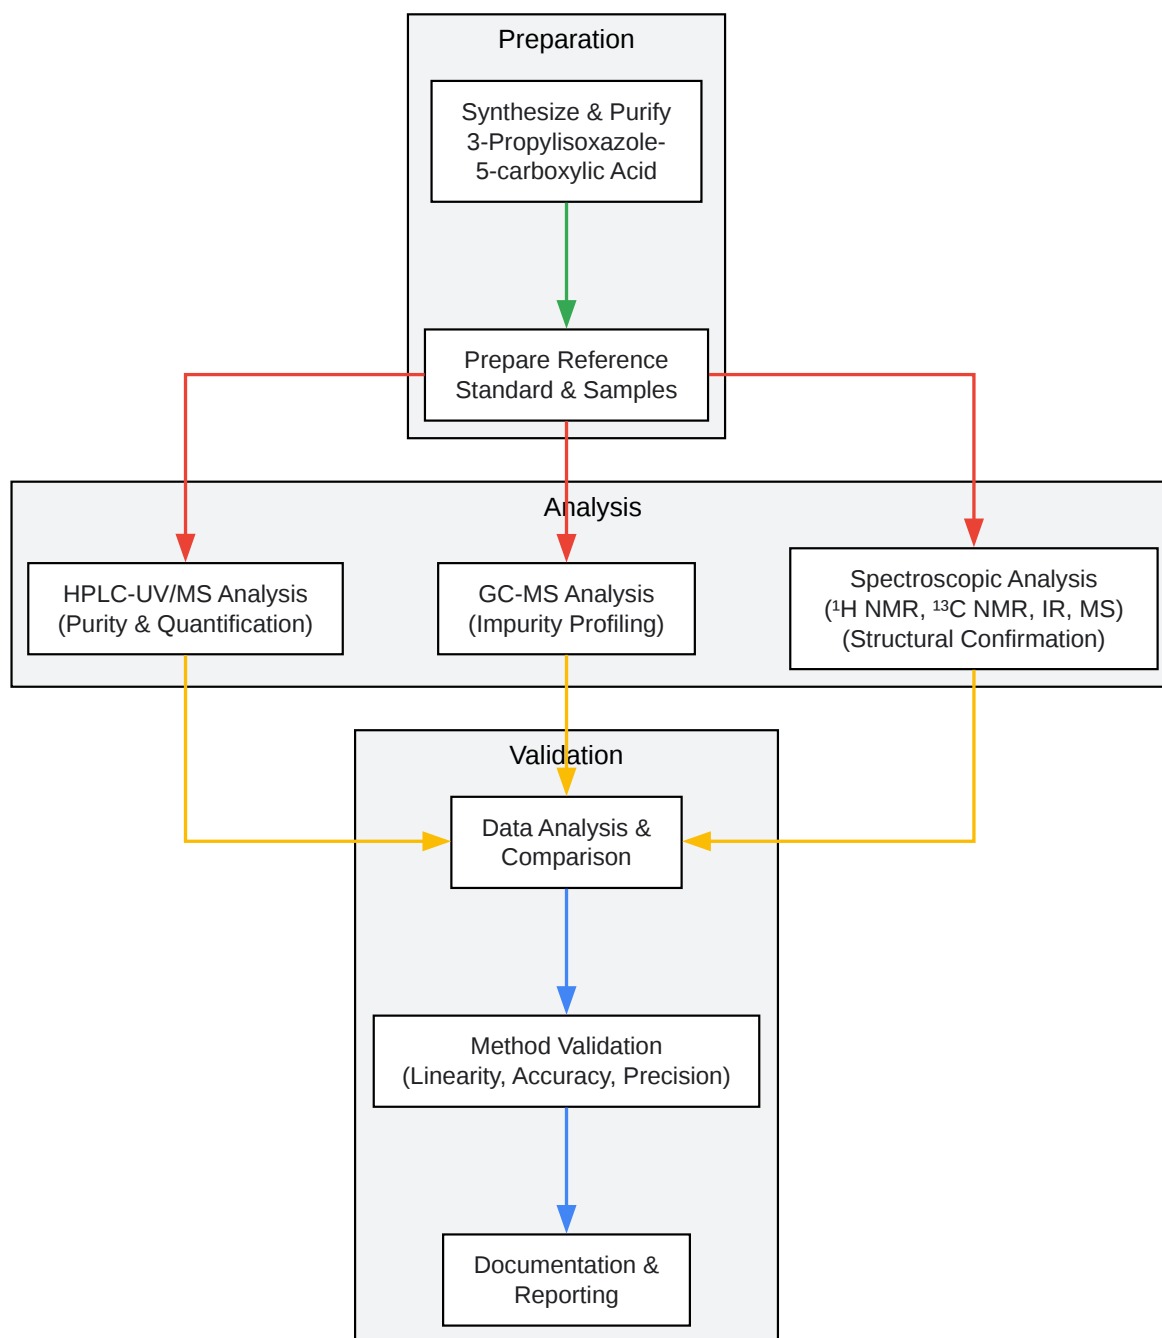 Preparation
Synthesize & Purify
3-Propylisoxazole-
5-carboxylic Acid
Prepare Reference
Standard & Samples
Analysis
HPLC-UV/MS Analysis
(Purity & Quantification)
GC-MS Analysis
(Impurity Profiling)
Spectroscopic Analysis
(¹H NMR, ¹³C NMR, IR, MS)
(Structural Confirmation)
Validation
Data Analysis &
Comparison
Method Validation
(Linearity, Accuracy, Precision)
Documentation &
Reporting